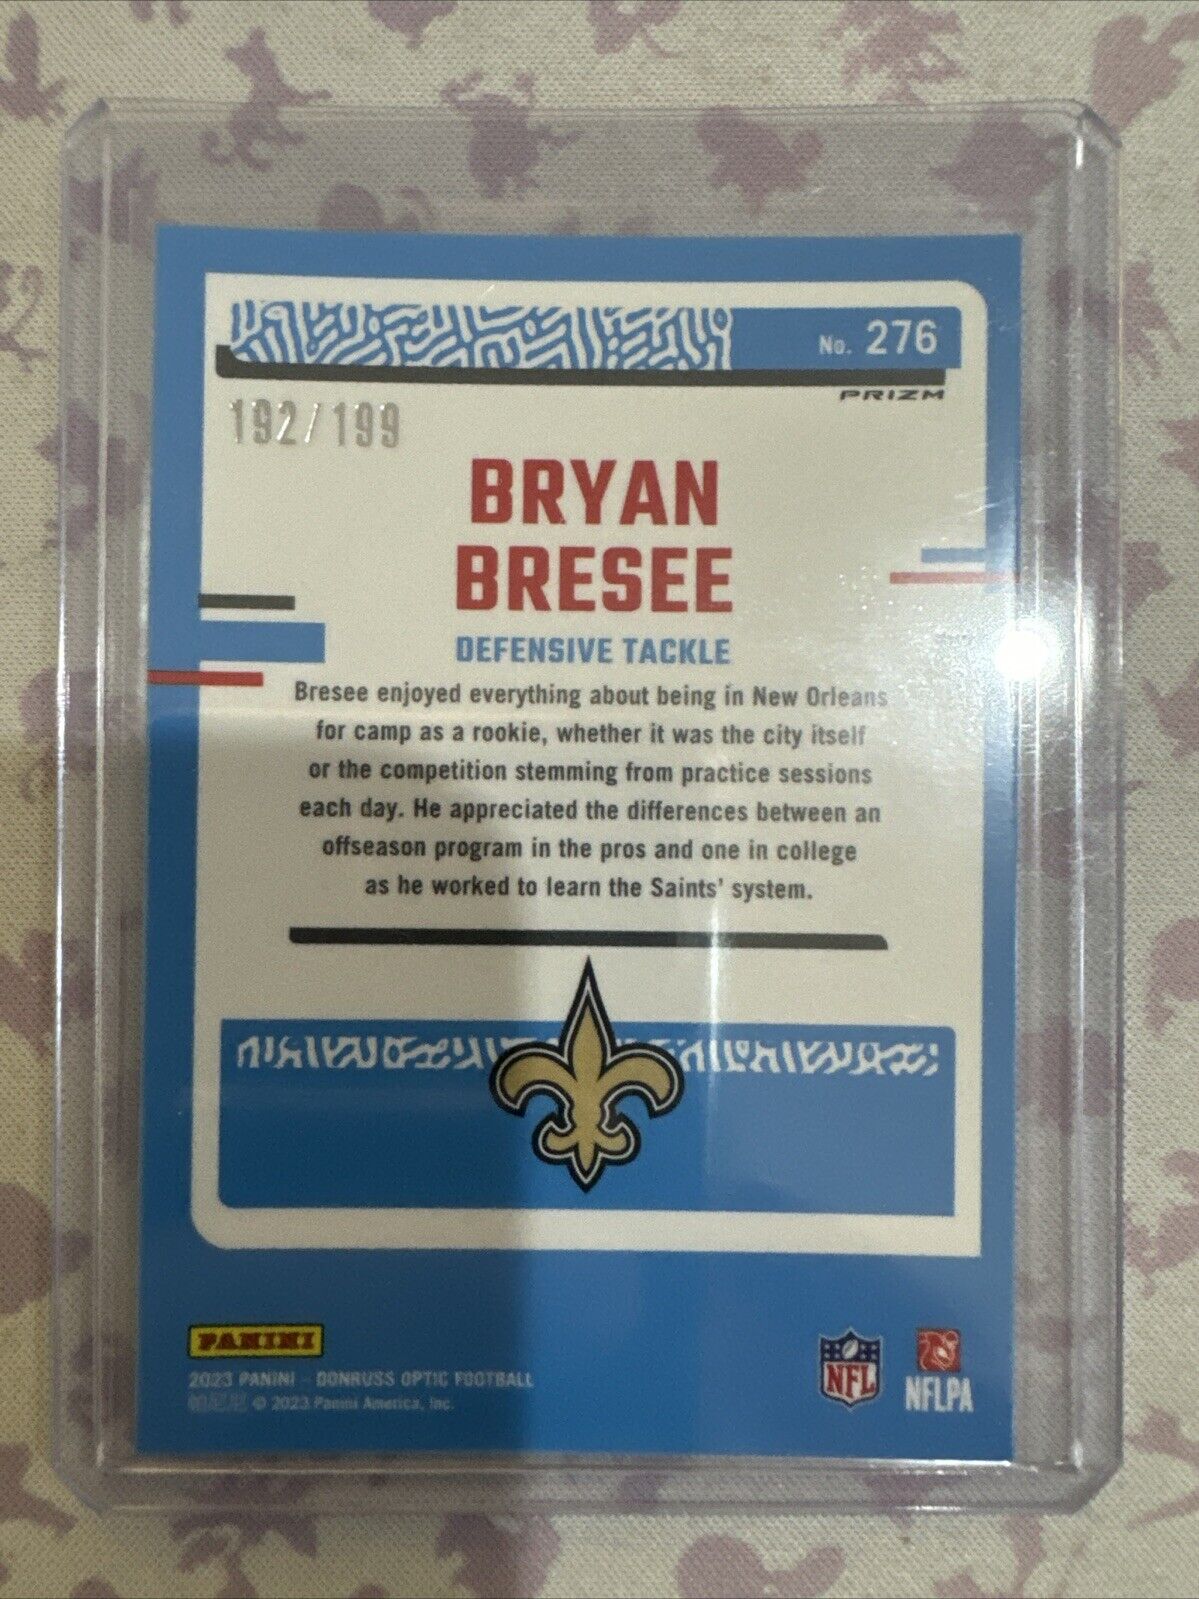 No. 276
PRIZM
192/199
BRYAN
BRESEE
DEFENSIVE TACKLE
Bresee enjoyed everything about being in New Orleans
for camp as a rookie, whether it was the city itself
or the competition stemming from practice sessions
each day. He appreciated the differences between an
offseason program in the pros and one in college
as he worked to learn the Saints' system.
PANINI
2023 PANINI - DONRUSS OPTIC FOOTBALL
© 2023 Panini America, Inc.
NFL
NFLPA